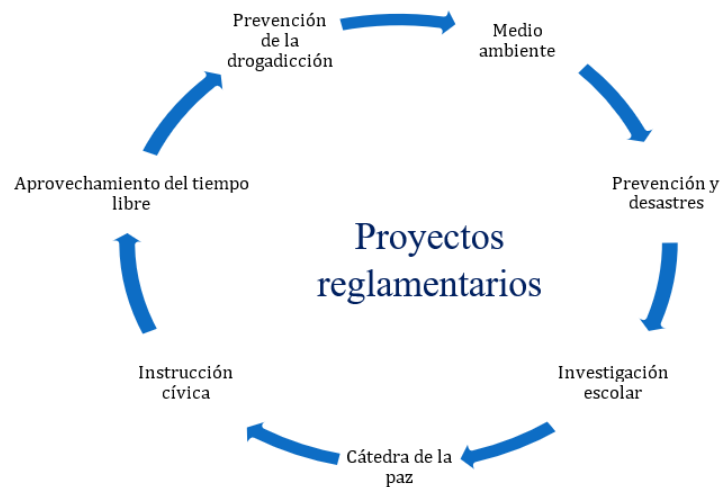 Prevención
de la
drogadicción
Medio
ambiente
Prevención y
desastres
Investigación
escolar
Cátedra de la
paz
Instrucción
cívica
Aprovechamiento del tiempo
libre
Proyectos
reglamentarios